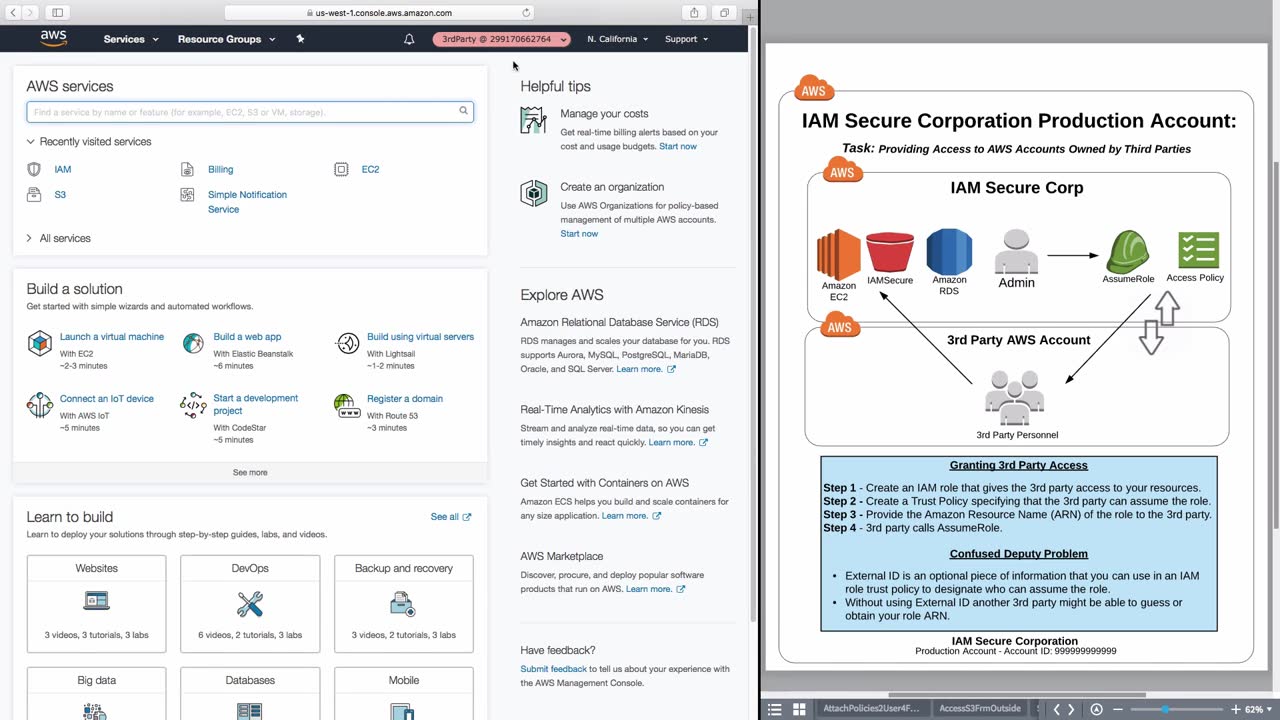 us-west-1.console.aws.amazon.com
aws
Services
Resource Groups
3rdParty @ 299170662764
N. California
Support
AWS services
Find a service by name or feature (for example, EC2, S3 or VM, storage).
Recently visited services
IAM
Billing
EC2
S3
Simple Notification
Service
All services
Build a solution
Get started with simple wizards and automated workflows.
Launch a virtual machine
With EC2
~2-3 minutes
Build a web app
With Elastic Beanstalk
~6 minutes
Build using virtual servers
With Lightsail
~1-2 minutes
Connect an IoT device
With AWS IoT
~5 minutes
Start a development
project
With CodeStar
~5 minutes
Register a domain
With Route 53
~3 minutes
See more
Learn to build
See all
Learn to deploy your solutions through step-by-step guides, labs, and videos.
Websites
3 videos, 3 tutorials, 3 labs
DevOps
6 videos, 2 tutorials, 3 labs
Backup and recovery
3 videos, 2 tutorials, 3 labs
Big data
Databases
Mobile
Helpful tips
Manage your costs
Get real-time billing alerts based on your
cost and usage budgets. Start now
Create an organization
Use AWS Organizations for policy-based
management of multiple AWS accounts.
Start now
Explore AWS
Amazon Relational Database Service (RDS)
RDS manages and scales your database for you. RDS
supports Aurora, MySQL, PostgreSQL, MariaDB,
Oracle, and SQL Server. Learn more.
Real-Time Analytics with Amazon Kinesis
Stream and analyze real-time data, so you can get
timely insights and react quickly. Learn more.
Get Started with Containers on AWS
Amazon ECS helps you build and scale containers for
any size application. Learn more.
AWS Marketplace
Discover, procure, and deploy popular software
products that run on AWS. Learn more.
Have feedback?
Submit feedback to tell us about your experience with
the AWS Management Console.
AWS
IAM Secure Corporation Production Account:
Task: Providing Access to AWS Accounts Owned by Third Parties
AWS
IAM Secure Corp
Amazon
EC2
IAMSecure
Amazon
RDS
Admin
AssumeRole
Access Policy
AWS
3rd Party AWS Account
3rd Party Personnel
Granting 3rd Party Access
Step 1 - Create an IAM role that gives the 3rd party access to your resources.
Step 2 - Create a Trust Policy specifying that the 3rd party can assume the role.
Step 3 - Provide the Amazon Resource Name (ARN) of the role to the 3rd party.
Step 4 - 3rd party calls AssumeRole.
Confused Deputy Problem
• External ID is an optional piece of information that you can use in an IAM
role trust policy to designate who can assume the role.
• Without using External ID another 3rd party might be able to guess or
obtain your role ARN.
IAM Secure Corporation
Production Account - Account ID: 999999999999
AttachPolicies2User4F...
AccessS3FrmOutside
62%